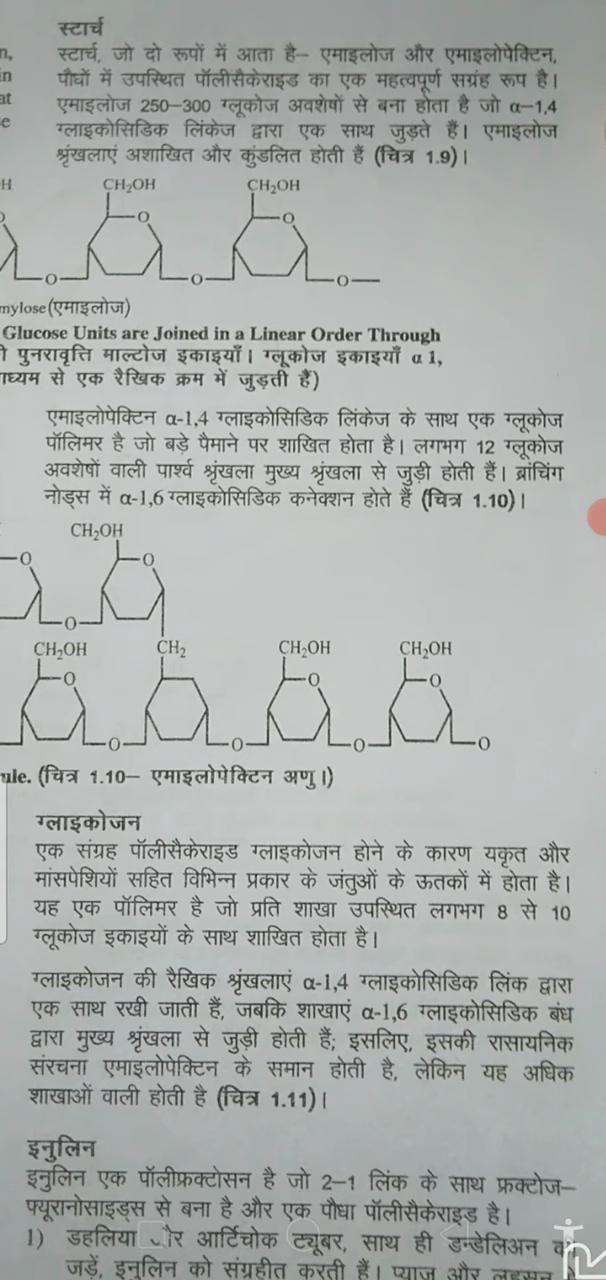 स्टार्च
n,
in
at
e
स्टार्च, जो दो रूपों में आता है– एमाइलोज और एमाइलोपेक्टिन,
पौघों में उपस्थित पॉलीसैकेराइड का एक महत्वपूर्ण सग्रंह रूप है।
एमाइलोज 250–300 ग्लूकोज अवशेषों से बना होता है जो α–1,4
ग्लाइकोसिडिक लिंकेज द्वारा एक साथ जुड़ते हैं। एमाइलोज
श्रृंखलाएं अशाखित और कुंडलित होती हैं (चित्र 1.9)।
H CH₂OH CH₂OH
O O O
O O O
mylose (एमाइलोज)
Glucose Units are Joined in a Linear Order Through
पुनरावृत्ति माल्टोज इकाइयाँ। ग्लूकोज इकाइयाँ α 1,
ाध्यम से एक रैखिक क्रम में जुड़ती हैं)
एमाइलोपेक्टिन α-1,4 ग्लाइकोसिडिक लिंकेज के साथ एक ग्लूकोज
पॉलिमर है जो बड़े पैमाने पर शाखित होता है। लगभग 12 ग्लूकोज
अवशेषों वाली पार्श्व श्रृंखला मुख्य श्रृंखला से जुड़ी होती हैं। ब्रांचिंग
नोड्स में α-1,6 ग्लाइकोसिडिक कनेक्शन होते हैं (चित्र 1.10)।
CH₂OH
O O
O
CH₂OH CH₂ CH₂OH CH₂OH
O O O
O O O O
ule. (चित्र 1.10– एमाइलोपेक्टिन अणु।)
ग्लाइकोजन
एक संग्रह पॉलीसैकेराइड ग्लाइकोजन होने के कारण यकृत और
मांसपेशियों सहित विभिन्न प्रकार के जंतुओं के ऊतकों में होता है।
यह एक पॉलिमर है जो प्रति शाखा उपस्थित लगभग 8 से 10
ग्लूकोज इकाइयों के साथ शाखित होता है।
ग्लाइकोजन की रैखिक श्रृंखलाएं α-1,4 ग्लाइकोसिडिक लिंक द्वारा
एक साथ रखी जाती हैं, जबकि शाखाएं α-1,6 ग्लाइकोसिडिक बंध
द्वारा मुख्य श्रृंखला से जुड़ी होती हैं; इसलिए, इसकी रासायनिक
संरचना एमाइलोपेक्टिन के समान होती है, लेकिन यह अधिक
शाखाओं वाली होती है (चित्र 1.11)।
इनुलिन
इनुलिन एक पॉलीफ्रक्टोसन है जो 2–1 लिंक के साथ फ्रक्टोज–
फ्यूरानोसाइड्स से बना है और एक पौधा पॉलीसैकेराइड है।
1) डहलिया आर्टिचोक ट्यूबर, साथ ही डन्डेलिअन
जड़ें, इनुलिन को संग्रहीत करती हैं। प्याज और लहसुन